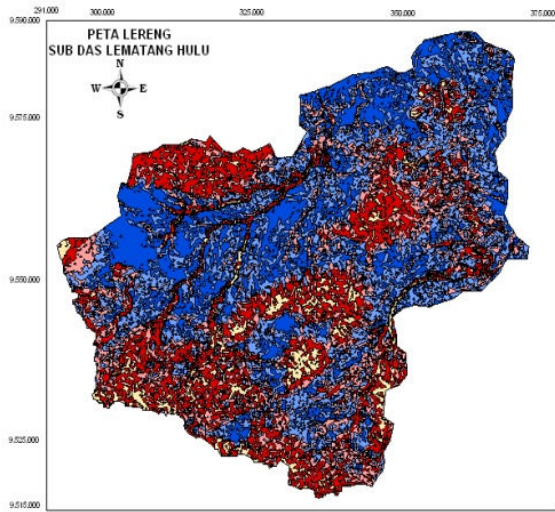 291.000 300.000 325.000 350.000 375.000
9.590.000
PETA LERENG
SUB DAS LEMATANG HULU
N
W E
S
9.575.000
9.550.000
9.525.000
9.515.000